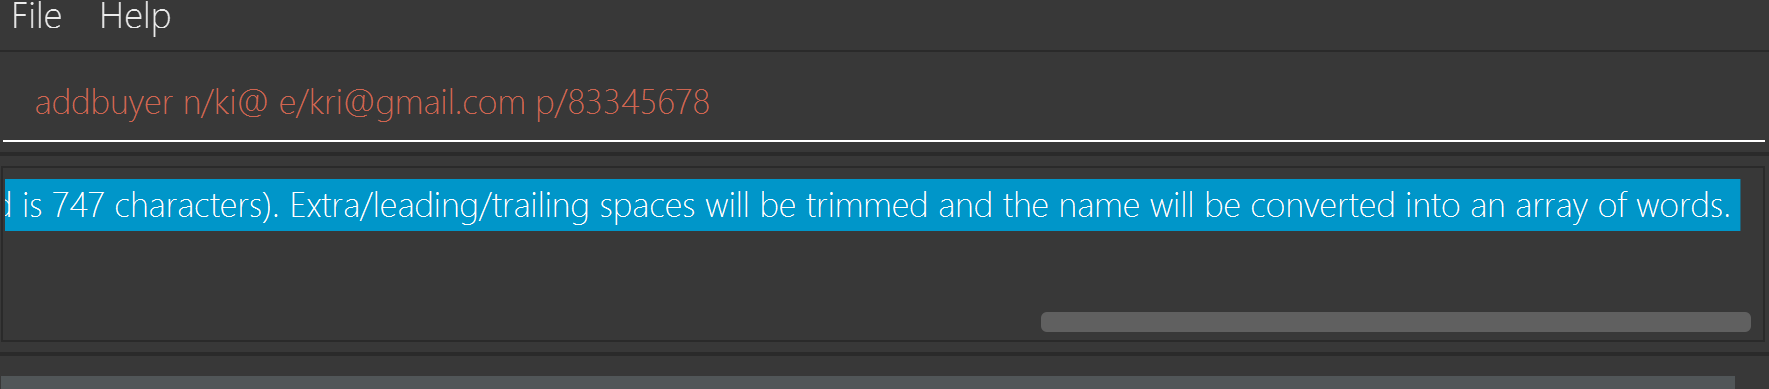 File Help
addbuyer n/ki@ e/kri@gmail.com p/83345678
is 747 characters). Extra/leading/trailing spaces will be trimmed and the name will be converted into an array of words.